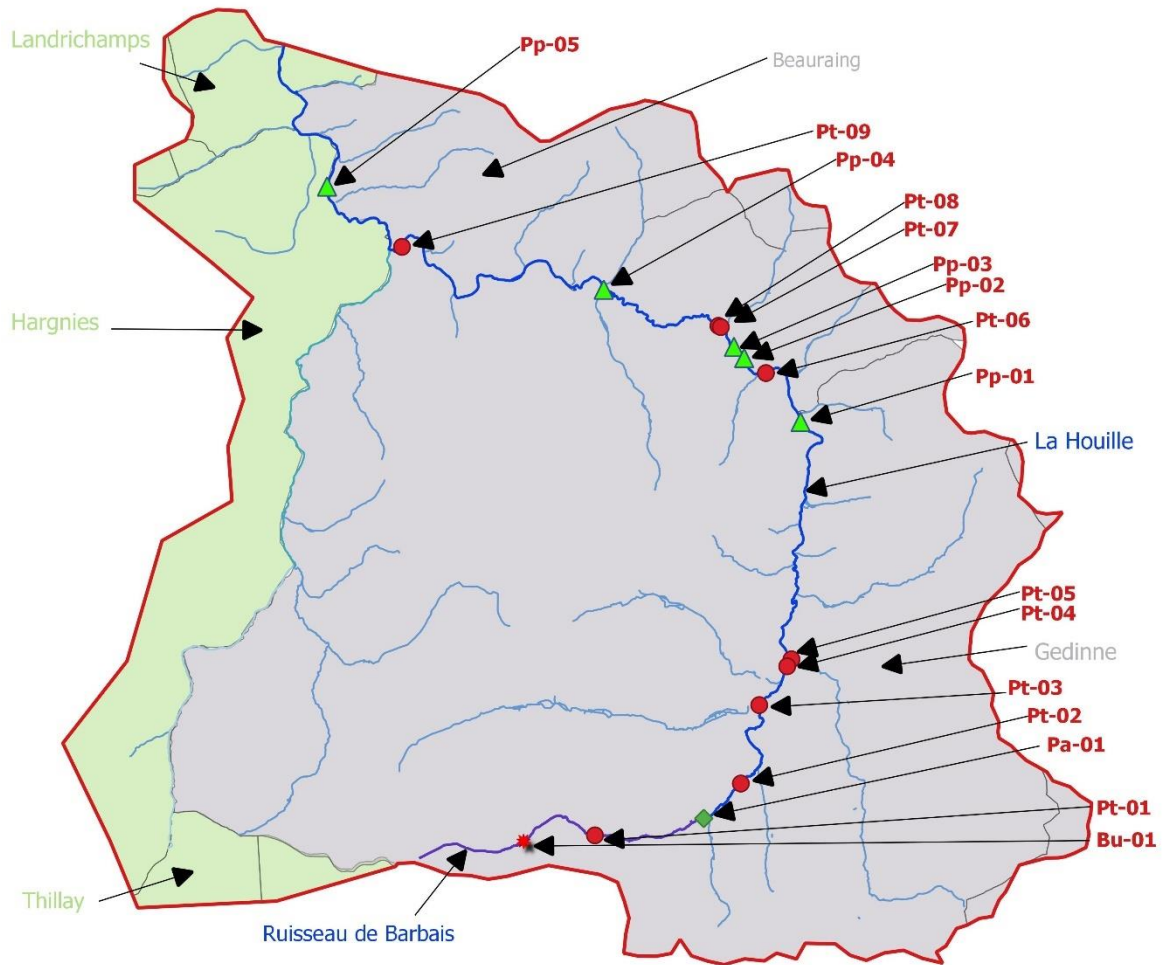 Landrichamps
Pp-05
Beauraing
Pt-09
Pp-04
Pt-08
Pt-07
Pp-03
Pp-02
Hargnies
Pt-06
Pp-01
La Houille
Pt-05
Pt-04
Gedinne
Pt-03
Pt-02
Pa-01
Pt-01
Bu-01
Thillay
Ruisseau de Barbais